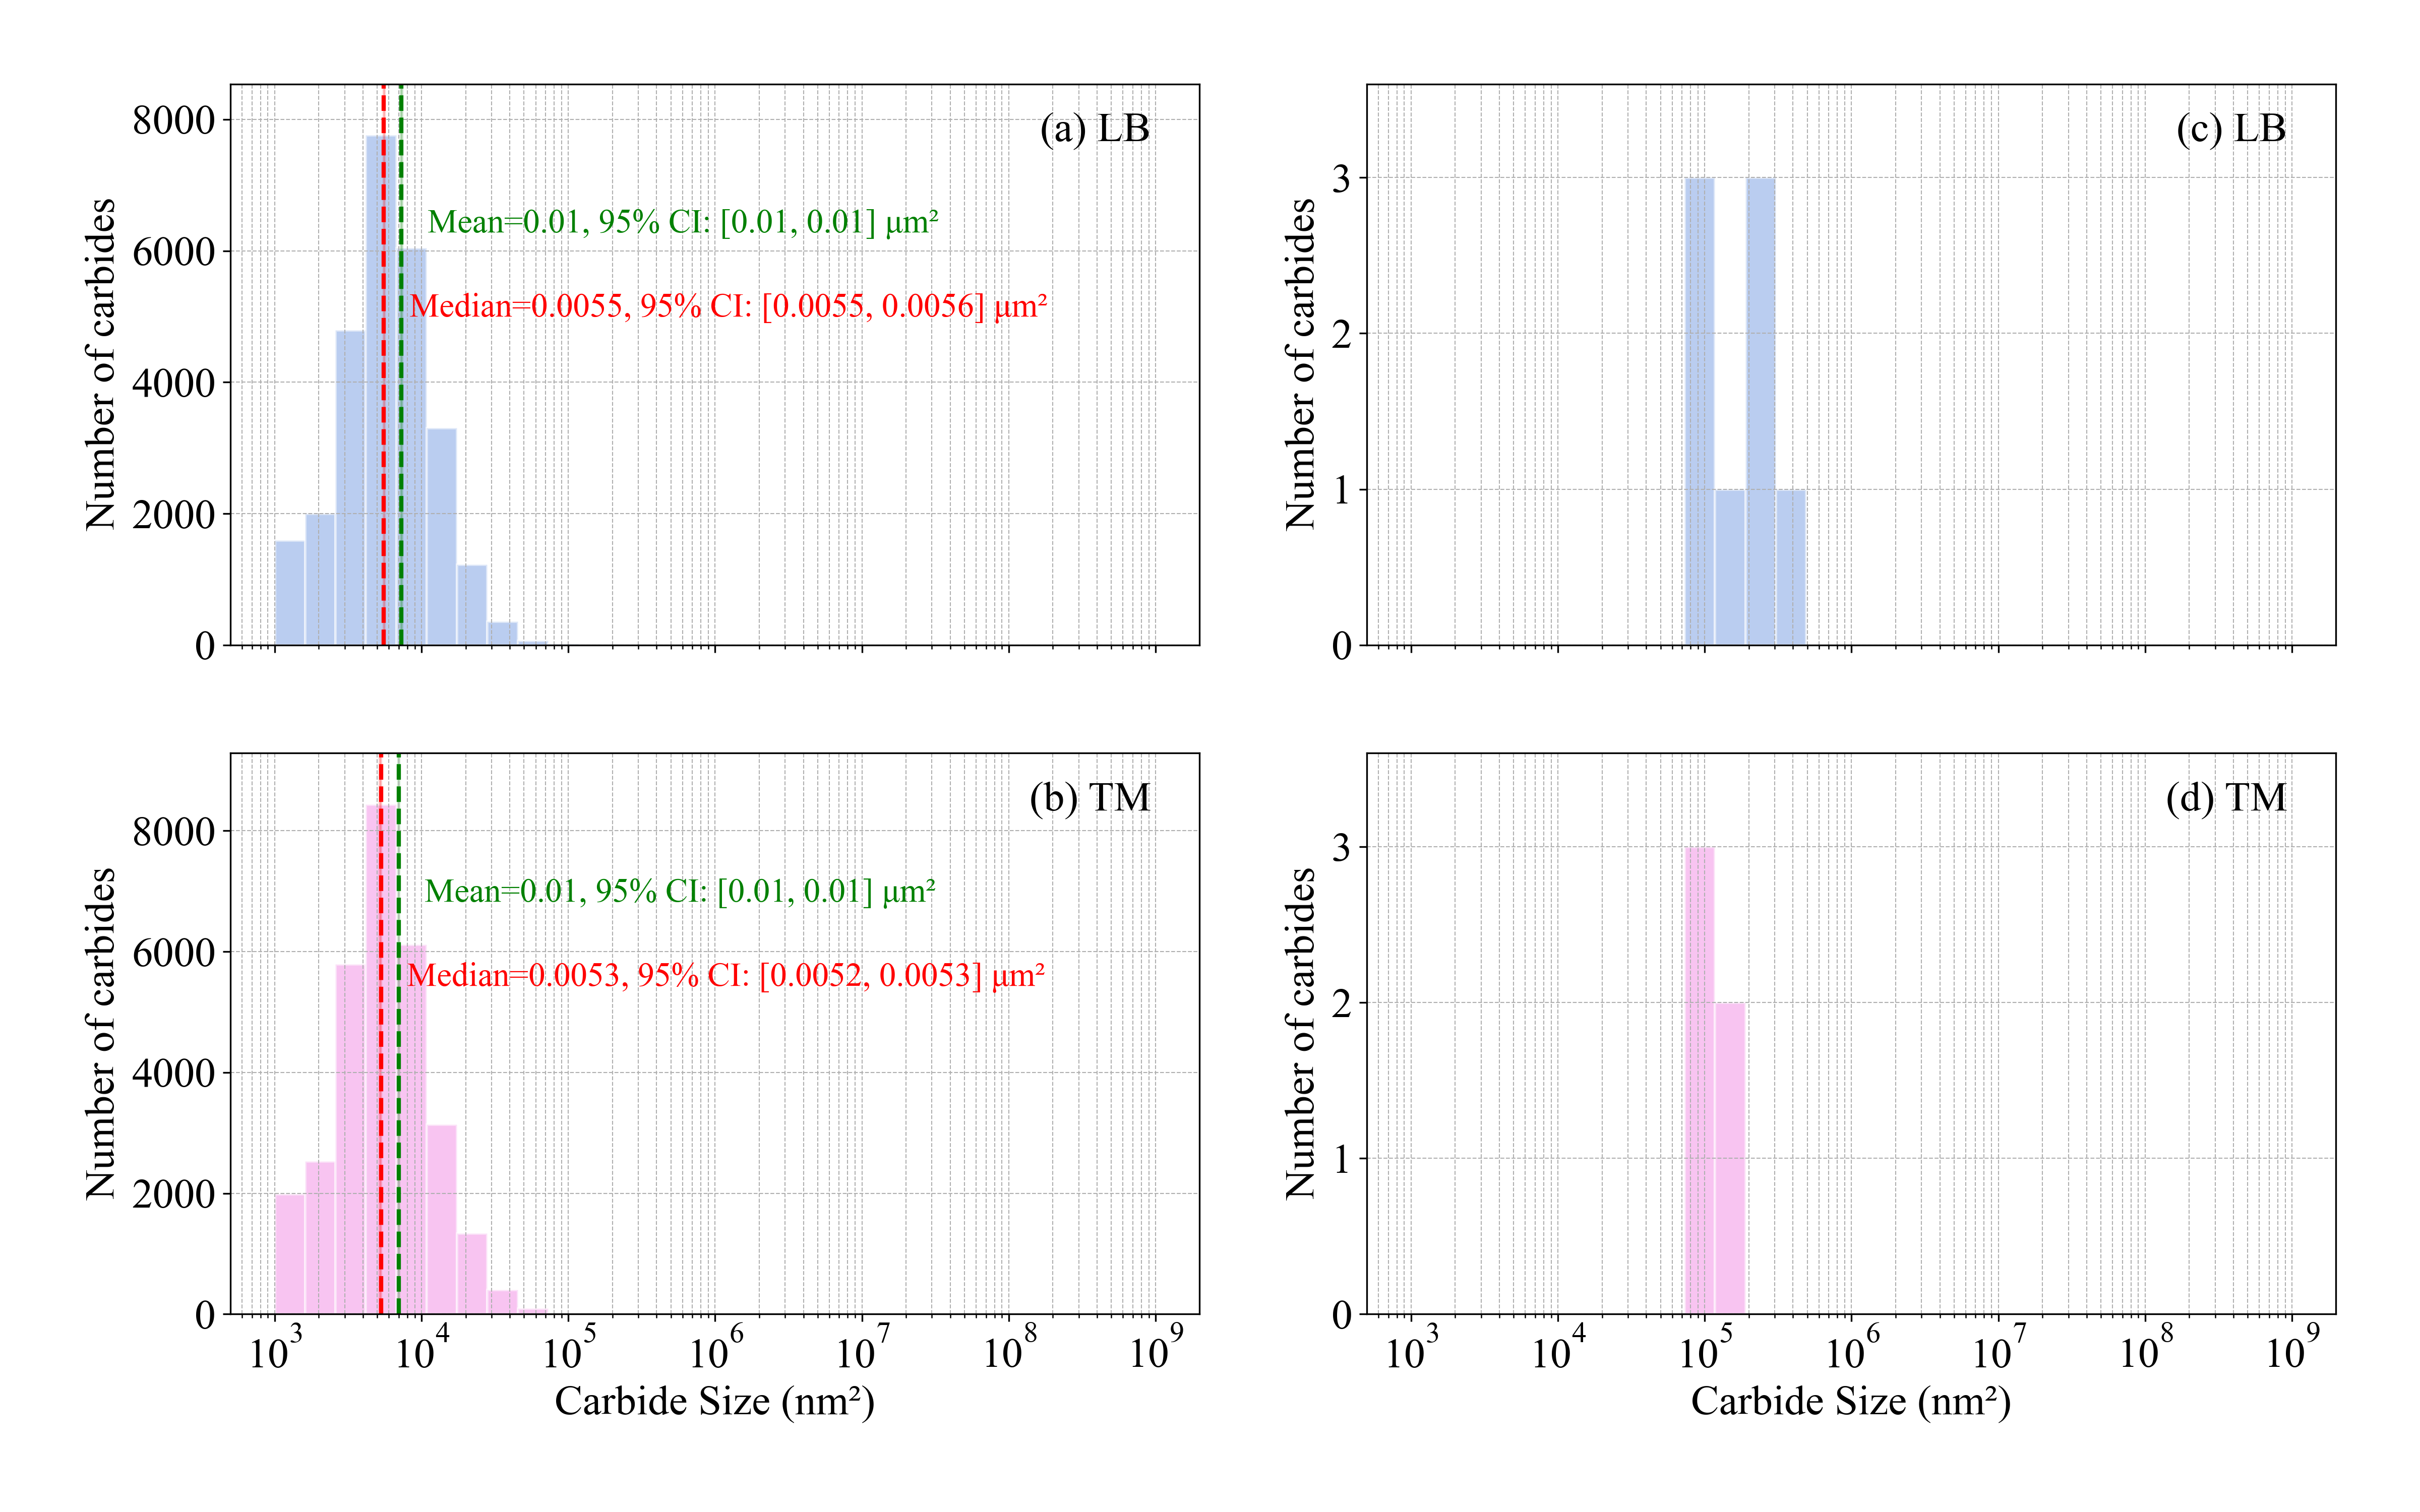 (a) LB
Number of carbides
8000
6000
4000
2000
0
Mean=0.01, 95% CI: [0.01, 0.01] μm²
Median=0.0055, 95% CI: [0.0055, 0.0056] μm²
(c) LB
Number of carbides
3
2
1
0
(b) TM
Number of carbides
8000
6000
4000
2000
0
Mean=0.01, 95% CI: [0.01, 0.01] μm²
Median=0.0053, 95% CI: [0.0052, 0.0053] μm²
10³ 10⁴ 10⁵ 10⁶ 10⁷ 10⁸ 10⁹
Carbide Size (nm²)
(d) TM
Number of carbides
3
2
1
0
10³ 10⁴ 10⁵ 10⁶ 10⁷ 10⁸ 10⁹
Carbide Size (nm²)